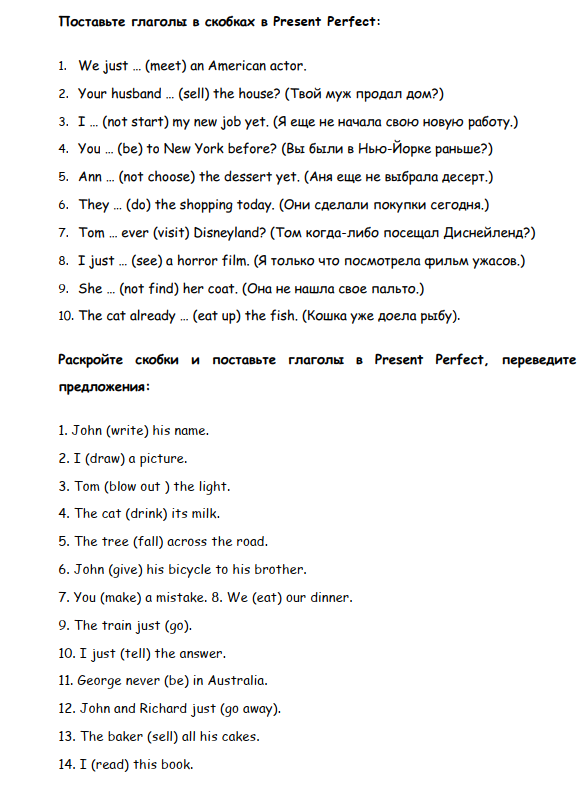 Поставьте глаголы в скобках в Present Perfect:
1. We just … (meet) an American actor.
2. Your husband … (sell) the house? (Твой муж продал дом?)
3. I … (not start) my new job yet. (Я еще не начала свою новую работу.)
4. You … (be) to New York before? (Вы были в Нью-Йорке раньше?)
5. Ann … (not choose) the dessert yet. (Аня еще не выбрала десерт.)
6. They … (do) the shopping today. (Они сделали покупки сегодня.)
7. Tom … ever (visit) Disneyland? (Том когда-либо посещал Диснейленд?)
8. I just … (see) a horror film. (Я только что посмотрела фильм ужасов.)
9. She … (not find) her coat. (Она не нашла свое пальто.)
10. The cat already … (eat up) the fish. (Кошка уже доела рыбу).
Раскройте скобки и поставьте глаголы в Present Perfect, переведите
предложения:
1. John (write) his name.
2. I (draw) a picture.
3. Tom (blow out ) the light.
4. The cat (drink) its milk.
5. The tree (fall) across the road.
6. John (give) his bicycle to his brother.
7. You (make) a mistake. 8. We (eat) our dinner.
9. The train just (go).
10. I just (tell) the answer.
11. George never (be) in Australia.
12. John and Richard just (go away).
13. The baker (sell) all his cakes.
14. I (read) this book.